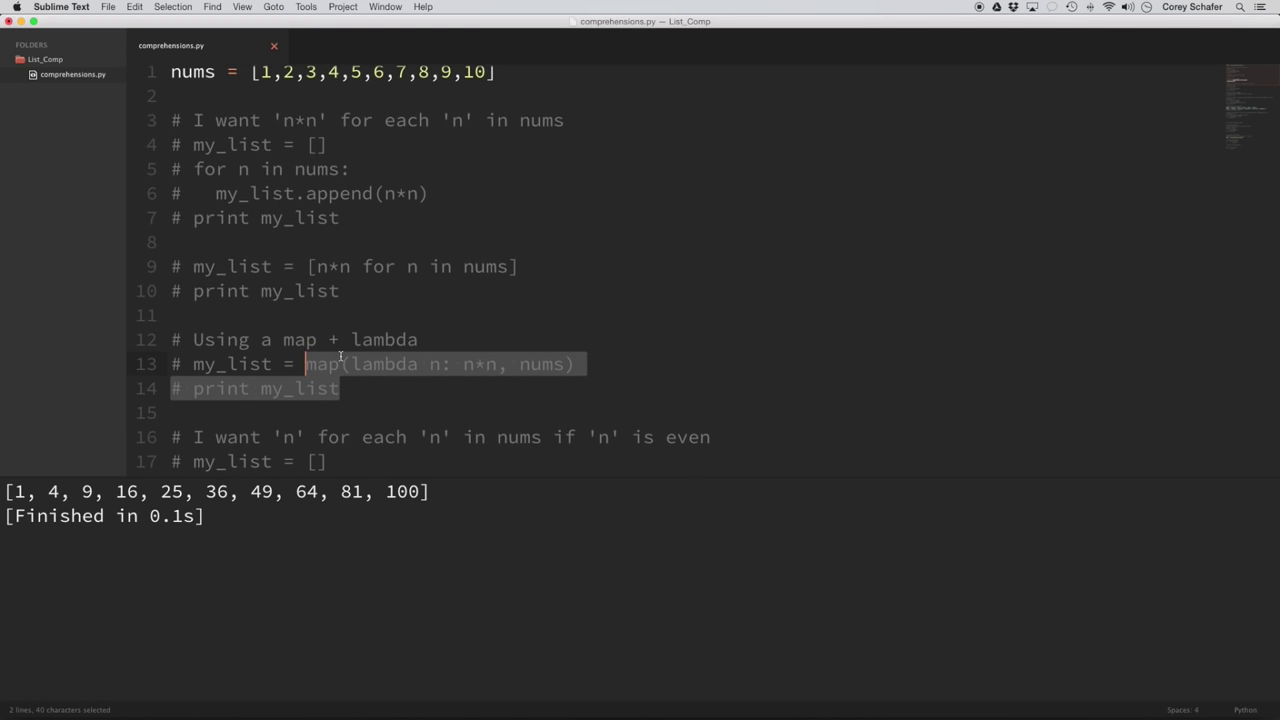 Sublime Text File Edit Selection Find View Goto Tools Project Window Help Corey Schafer
comprehensions.py — List_Comp
FOLDERS
List_Comp
comprehensions.py
comprehensions.py
1 nums = [1,2,3,4,5,6,7,8,9,10]
2
3 # I want 'n*n' for each 'n' in nums
4 # my_list = []
5 # for n in nums:
6 #   my_list.append(n*n)
7 # print my_list
8
9 # my_list = [n*n for n in nums]
10 # print my_list
11
12 # Using a map + lambda
13 # my_list = map(lambda n: n*n, nums)
14 # print my_list
15
16 # I want 'n' for each 'n' in nums if 'n' is even
17 # my_list = []
[1, 4, 9, 16, 25, 36, 49, 64, 81, 100]
[Finished in 0.1s]
2 lines, 40 characters selected Spaces: 4 Python